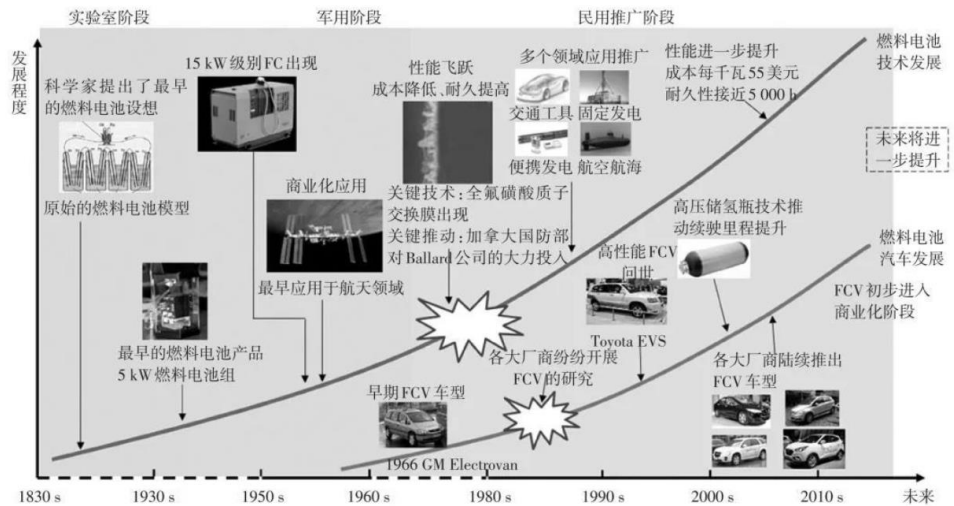 实验室阶段
军用阶段
民用推广阶段
发展程度
科学家提出了最早
的燃料电池设想
原始的燃料电池模型
15 kW 级别FC出现
商业化应用
最早应用于航天领域
最早的燃料电池产品
5 kW 燃料电池组
性能飞跃
成本降低、耐久提高
关键技术:全氟磺酸质子
交换膜出现
关键推动:加拿大国防部
对Ballard公司的大力投入
多个领域应用推广
交通工具 固定发电
便携发电 航空航海
性能进一步提升
成本每千瓦55美元
耐久性接近5 000 h
燃料电池
技术发展
未来将进
一步提升
高压储氢瓶技术推
动续驶里程提升
燃料电池
汽车发展
高性能FCV
问世
Toyota EVS
FCV初步进入
商业化阶段
各大厂商纷纷开展
FCV的研究
各大厂商陆续推出
FCV车型
早期FCV车型
1966 GM Electrovan
1830 s
1930 s
1950 s
1960 s
1980 s
1990 s
2000 s
2010 s
未来